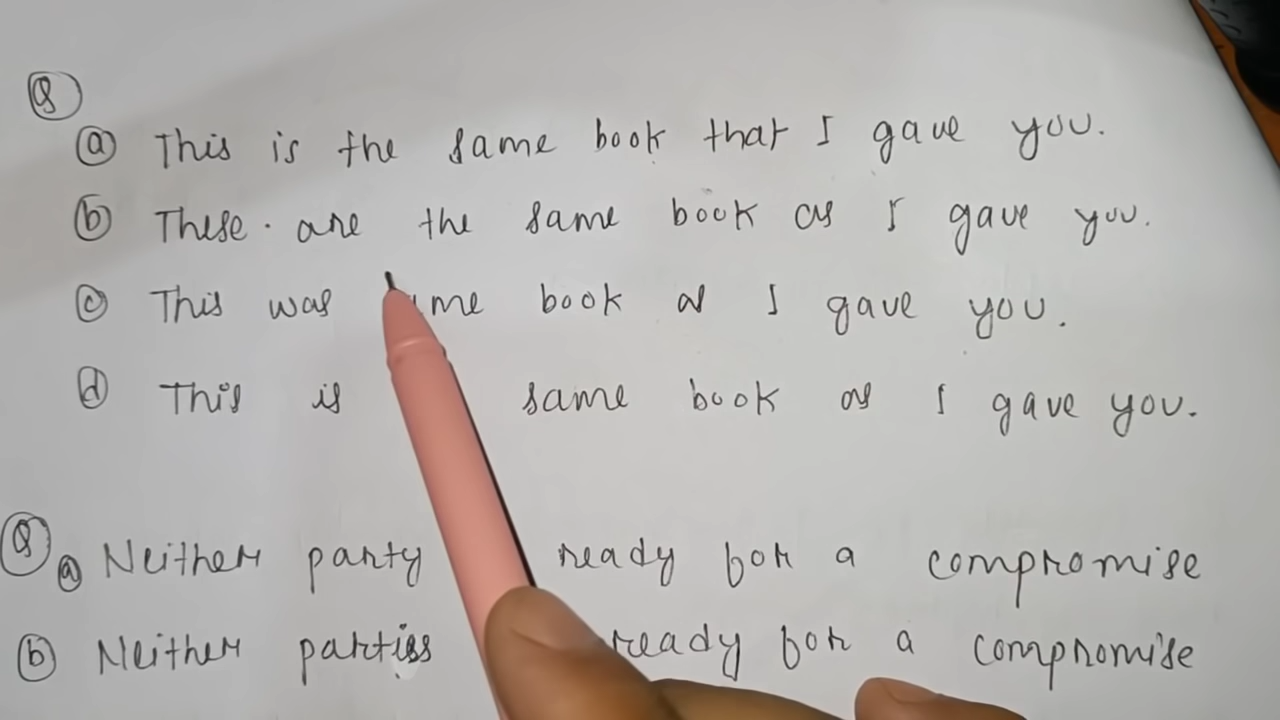 Q
(a) This is the same book that I gave you.
(b) These are the same book as I gave you.
(c) This was same book as I gave you.
(d) This is same book as I gave you.
Q (a) Neither party ready for a compromise
(b) Neither parties ready for a compromise